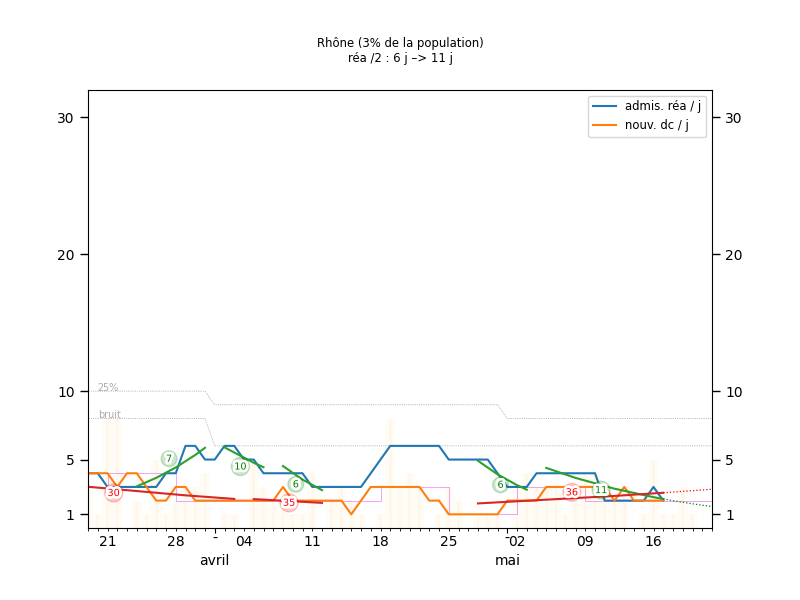 Rhône (3% de la population)
réa /2 : 6 j –> 11 j
admis. réa / j
nouv. dc / j
30 30
20 20
10 10
5 5
1 1
25%
bruit
7 10 6 6 11
30 35 36
21 28 - 04 11 18 25 -02 09 16
avril mai